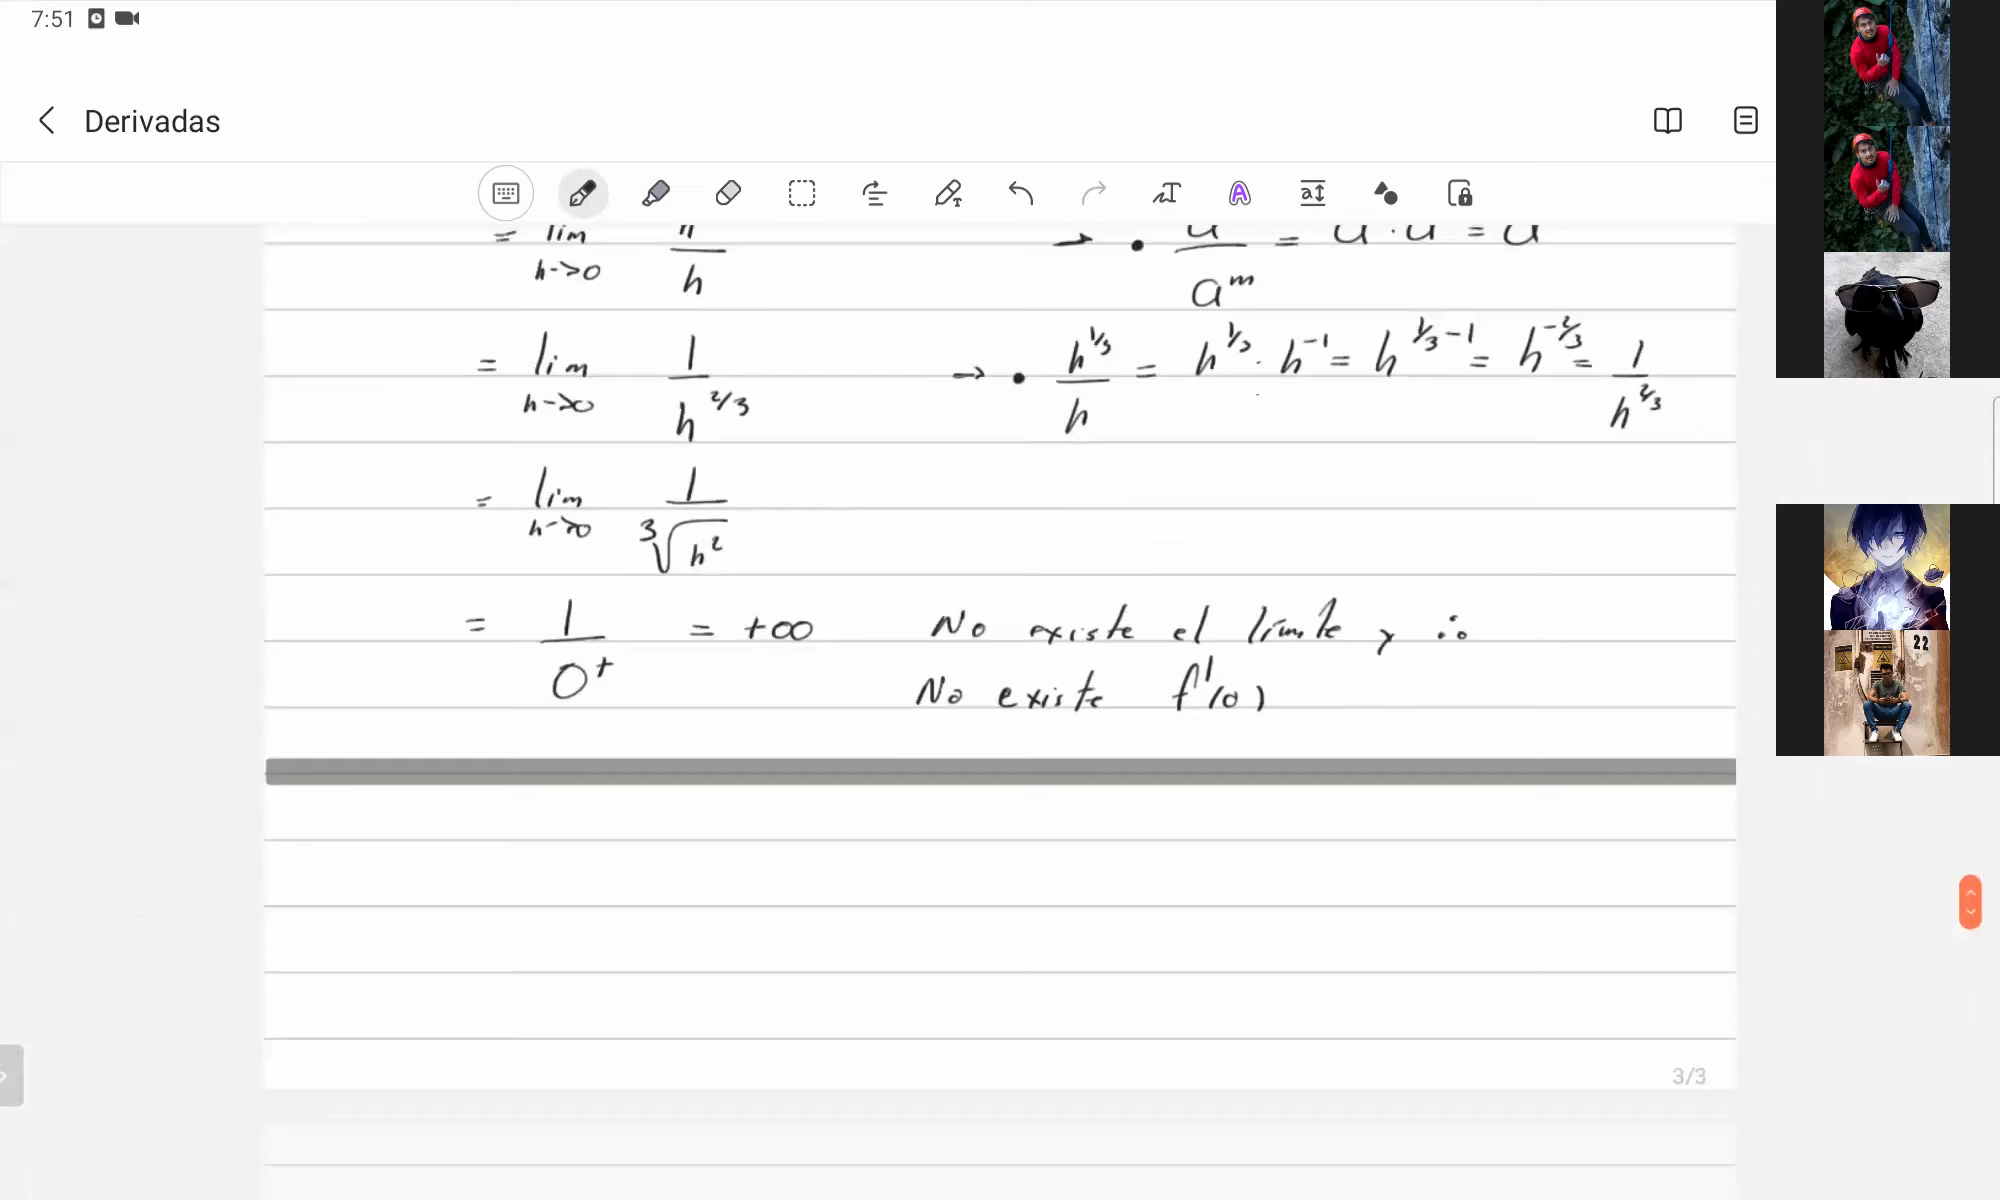 7:51
Derivadas
= lim h / h
h->0
→ • a / a^m = a · a = a
= lim 1 / h^2/3
h->0
→ • h^1/3 / h = h^1/3 · h^-1 = h^1/3-1 = h^-2/3 = 1 / h^2/3
= lim 1 / ³√h²
h->0
= 1 / 0⁺ = +∞ No existe el límite y ∴
No existe f'(0)
3/3
22